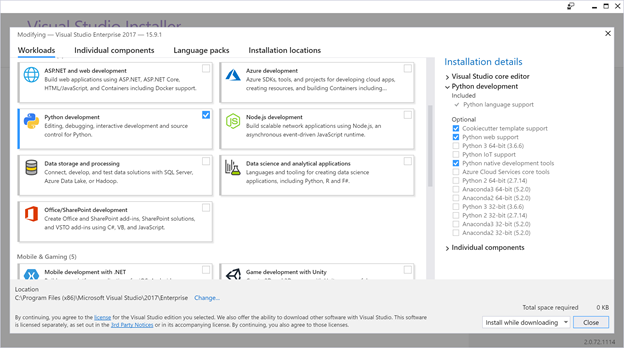 Visual Studio Installer
Modifying — Visual Studio Enterprise 2017 — 15.9.1
Workloads
Individual components
Language packs
Installation locations
ASP.NET and web development
Build web applications using ASP.NET, ASP.NET Core,
HTML/JavaScript, and Containers including Docker support.
Azure development
Azure SDKs, tools, and projects for developing cloud apps,
creating resources, and building Containers including...
Python development
Editing, debugging, interactive development and source
control for Python.
Node.js development
Build scalable network applications using Node.js, an
asynchronous event-driven JavaScript runtime.
Data storage and processing
Connect, develop, and test data solutions with SQL Server,
Azure Data Lake, or Hadoop.
Data science and analytical applications
Languages and tooling for creating data science
applications, including Python, R and F#.
Office/SharePoint development
Create Office and SharePoint add-ins, SharePoint solutions,
and VSTO add-ins using C#, VB, and JavaScript.
Mobile & Gaming (5)
Mobile development with .NET
Game development with Unity
Installation details
Visual Studio core editor
Python development
Included
Python language support
Optional
Cookiecutter template support
Python web support
Python 3 64-bit (3.6.6)
Python IoT support
Python native development tools
Azure Cloud Services core tools
Python 2 64-bit (2.7.14)
Anaconda3 64-bit (5.2.0)
Anaconda2 64-bit (5.2.0)
Python 3 32-bit (3.6.6)
Python 2 32-bit (2.7.14)
Anaconda3 32-bit (5.2.0)
Anaconda2 32-bit (5.2.0)
Individual components
Location
C:\Program Files (x86)\Microsoft Visual Studio\2017\Enterprise Change...
Total space required 0 KB
By continuing, you agree to the license for the Visual Studio edition you selected. We also offer the ability to download other software with Visual Studio. This software
is licensed separately, as set out in the 3rd Party Notices or in its accompanying license. By continuing, you also agree to those licenses.
Install while downloading
Close
2.0.72.1114